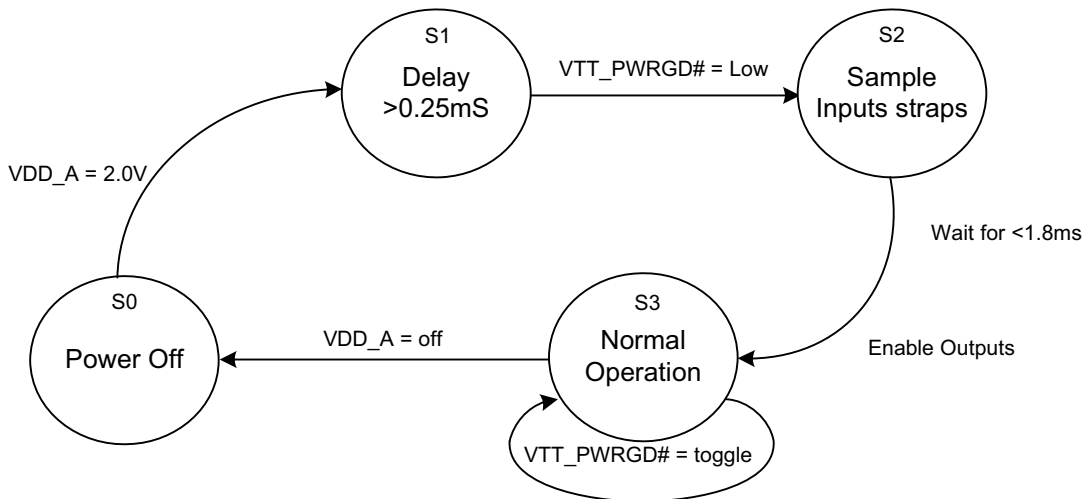 S1
Delay
>0.25mS
VTT_PWRGD# = Low
S2
Sample
Inputs straps
VDD_A = 2.0V
Wait for <1.8ms
S0
Power Off
VDD_A = off
S3
Normal
Operation
Enable Outputs
VTT_PWRGD# = toggle